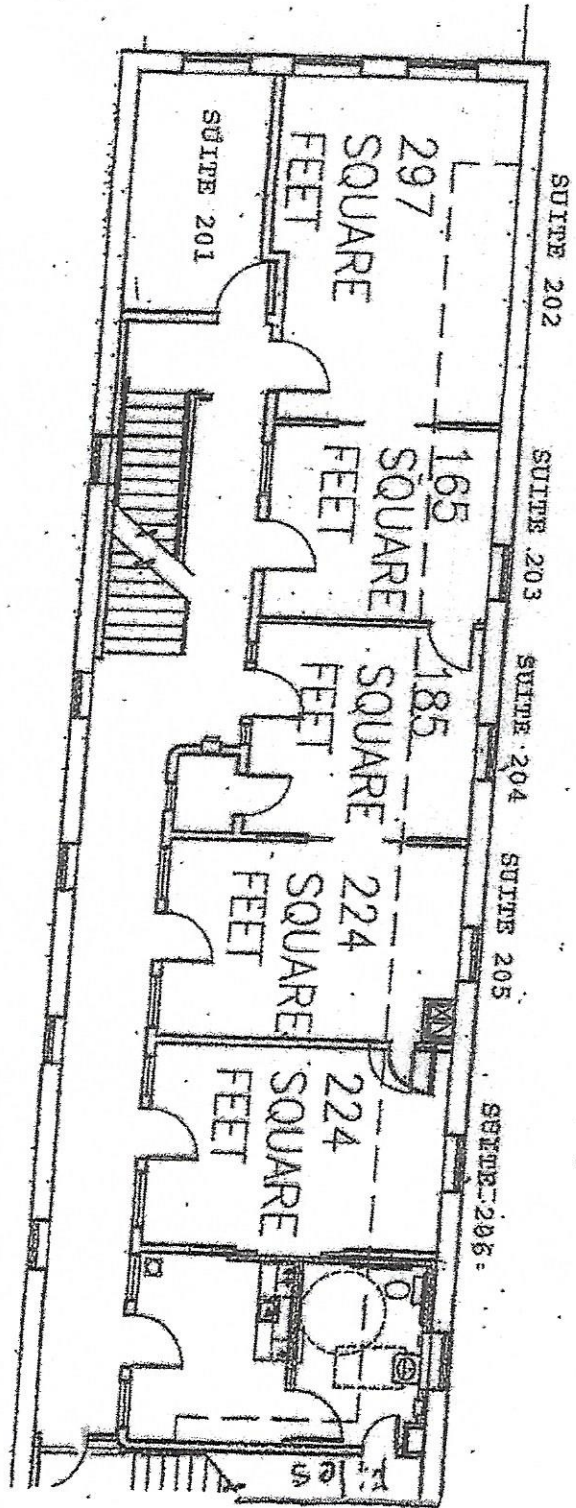 SUITE 202
SUITE 203
SUITE 204
SUITE 205
SUITE 206
SUITE 201
297
SQUARE
FEET
165
SQUARE
FEET
185
SQUARE
FEET
224
SQUARE
FEET
224
SQUARE
FEET